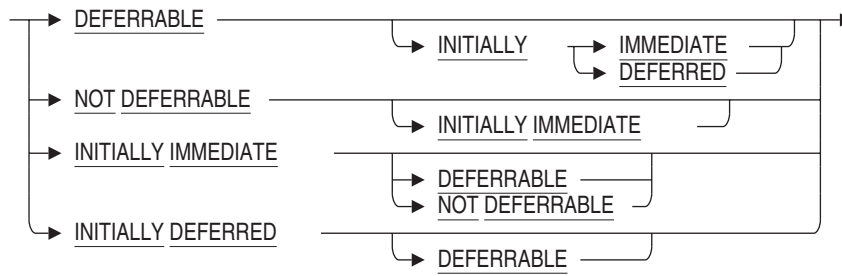 DEFERRABLE
INITIALLY IMMEDIATE
DEFERRED
NOT DEFERRABLE
INITIALLY IMMEDIATE
INITIALLY IMMEDIATE
DEFERRABLE
NOT DEFERRABLE
INITIALLY DEFERRED
DEFERRABLE